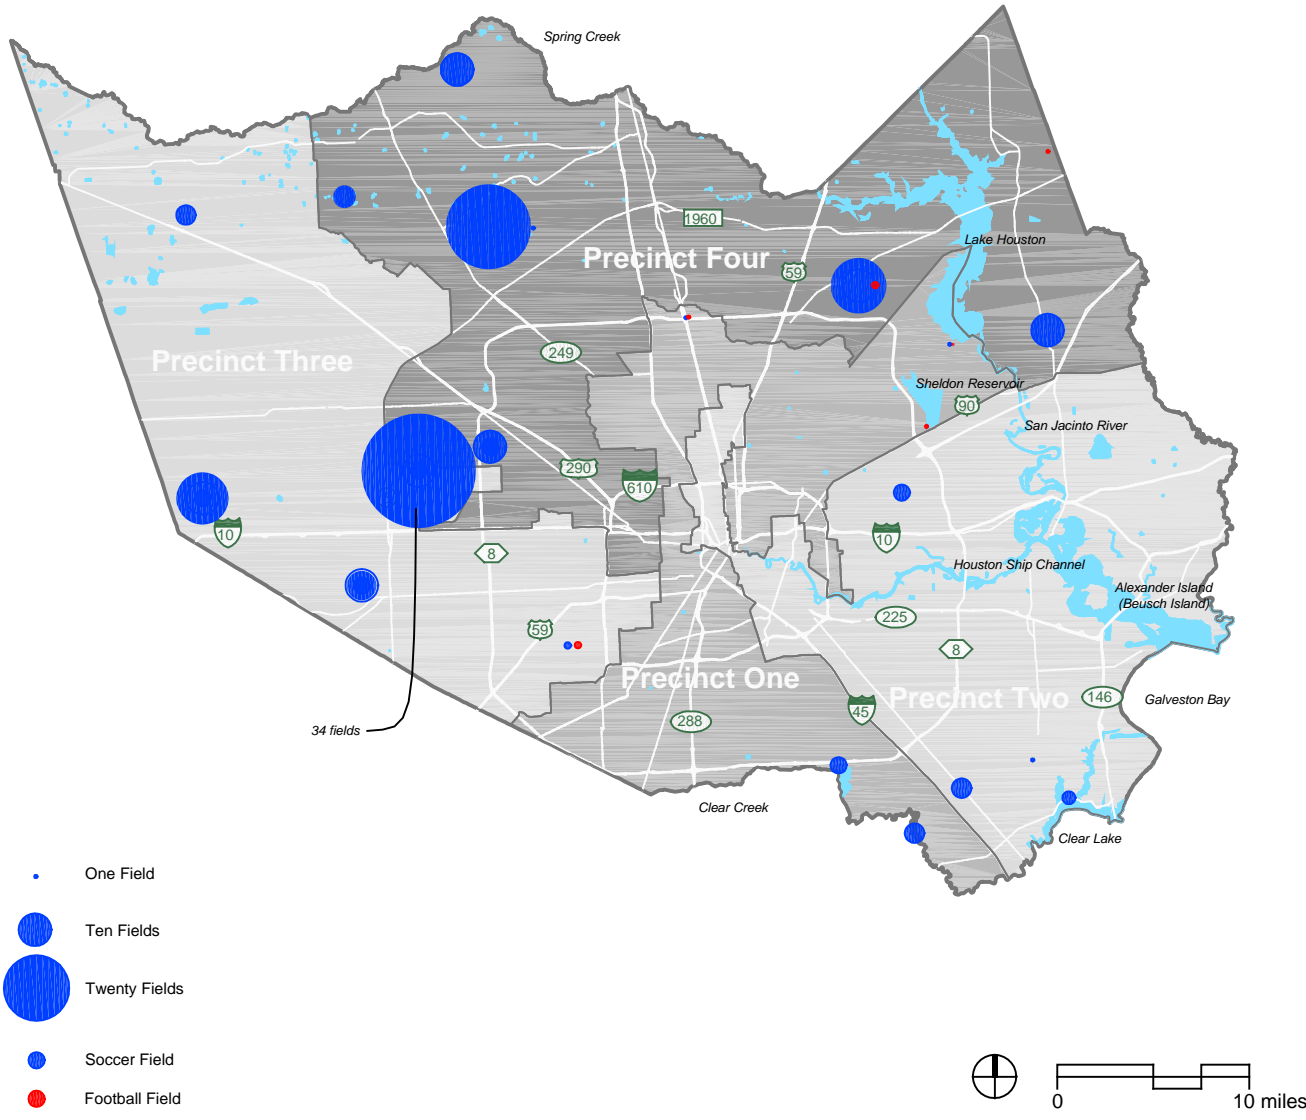 Spring Creek
1960
Lake Houston
Precinct Four
59
249
Precinct Three
Sheldon Reservoir
90
San Jacinto River
290
610
10
10
8
Houston Ship Channel
Alexander Island
(Beusch Island)
225
59
8
Precinct One
Precinct Two
146
Galveston Bay
45
288
34 fields
Clear Creek
Clear Lake
One Field
Ten Fields
Twenty Fields
Soccer Field
Football Field
0
10 miles